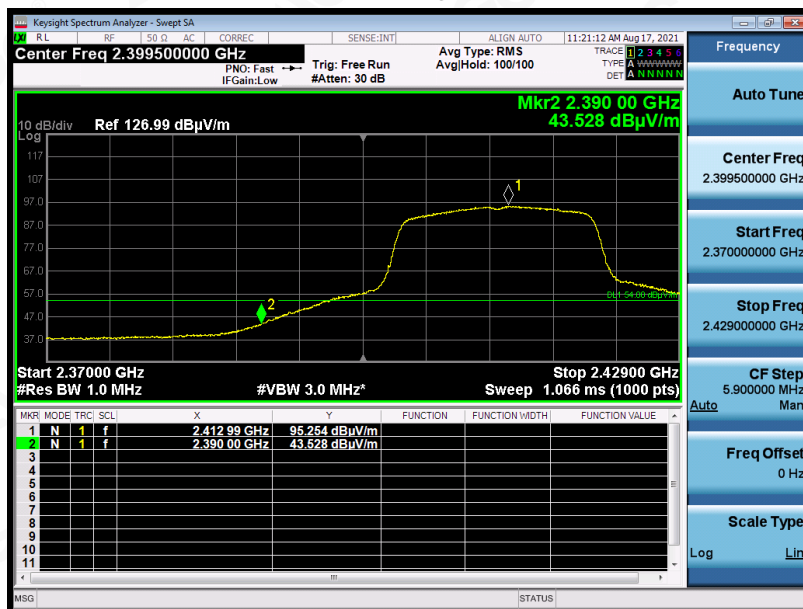 Keysight Spectrum Analyzer - Swept SA
LXI RL RF 50 Ω AC CORREC SENSE:INT ALIGN AUTO 11:21:12 AM Aug 17, 2021
Center Freq 2.399500000 GHz
PNO: Fast
IFGain:Low
Trig: Free Run
#Atten: 30 dB
Avg Type: RMS
Avg|Hold: 100/100
TRACE 1 2 3 4 5 6
TYPE A WWWWW
DET A N N N N N
Mkr2 2.390 00 GHz
43.528 dBµV/m
10 dB/div Ref 126.99 dBµV/m
Log
117
107
97.0
87.0
77.0
67.0
57.0
47.0
37.0
1
2
DL1 54.00 dBµV/m
Start 2.37000 GHz Stop 2.42900 GHz
#Res BW 1.0 MHz #VBW 3.0 MHz* Sweep 1.066 ms (1000 pts)
MKR MODE TRC SCL X Y FUNCTION FUNCTION WIDTH FUNCTION VALUE
1 N 1 f 2.412 99 GHz 95.254 dBµV/m
2 N 1 f 2.390 00 GHz 43.528 dBµV/m
3
4
5
6
7
8
9
10
11
MSG STATUS
Frequency
Auto Tune
Center Freq
2.399500000 GHz
Start Freq
2.370000000 GHz
Stop Freq
2.429000000 GHz
CF Step
5.900000 MHz
Auto Man
Freq Offset
0 Hz
Scale Type
Log Lin